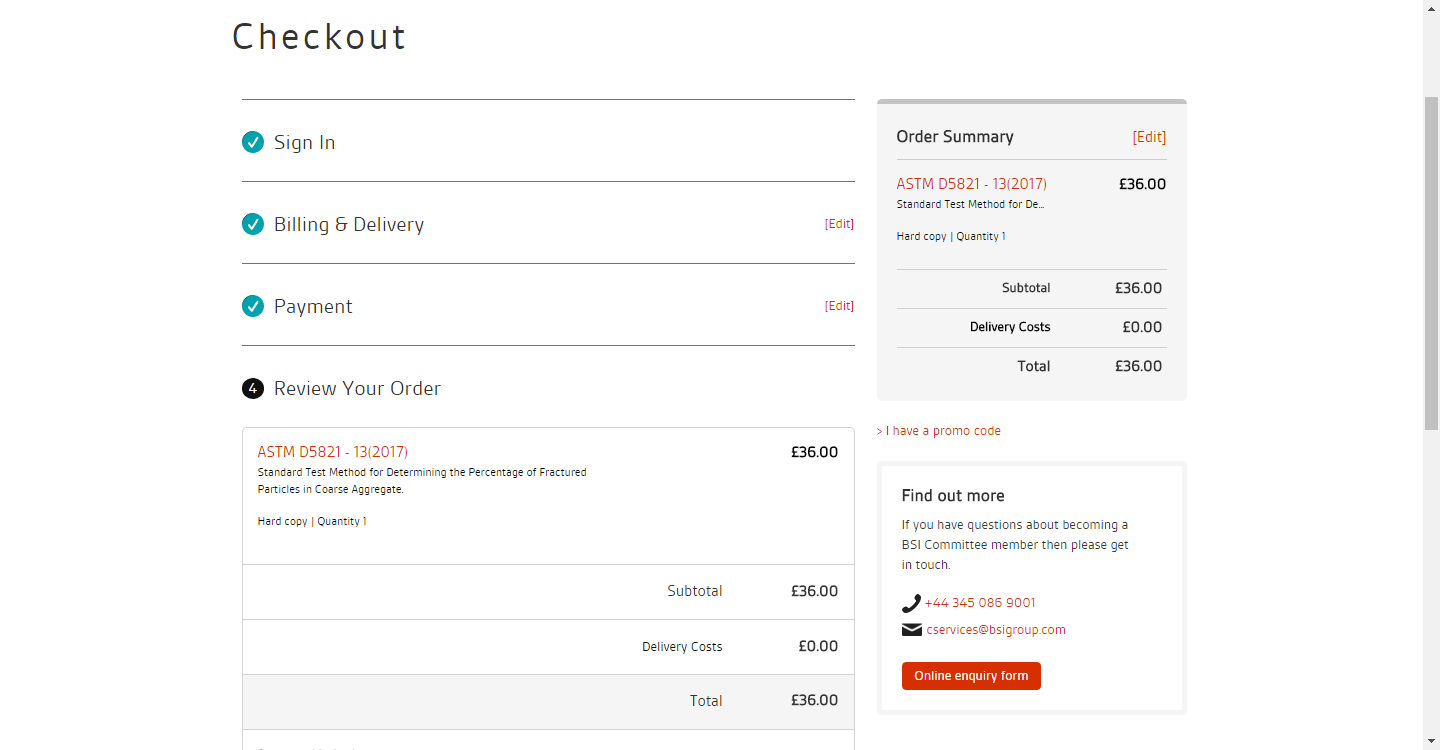 Checkout
Sign In
Billing & Delivery
[Edit]
Payment
[Edit]
4 Review Your Order
ASTM D5821 - 13(2017) £36.00
Standard Test Method for Determining the Percentage of Fractured
Particles in Coarse Aggregate.
Hard copy | Quantity 1
Subtotal £36.00
Delivery Costs £0.00
Total £36.00
Order Summary [Edit]
ASTM D5821 - 13(2017) £36.00
Standard Test Method for De...
Hard copy | Quantity 1
Subtotal £36.00
Delivery Costs £0.00
Total £36.00
> I have a promo code
Find out more
If you have questions about becoming a
BSI Committee member then please get
in touch.
+44 345 086 9001
cservices@bsigroup.com
Online enquiry form